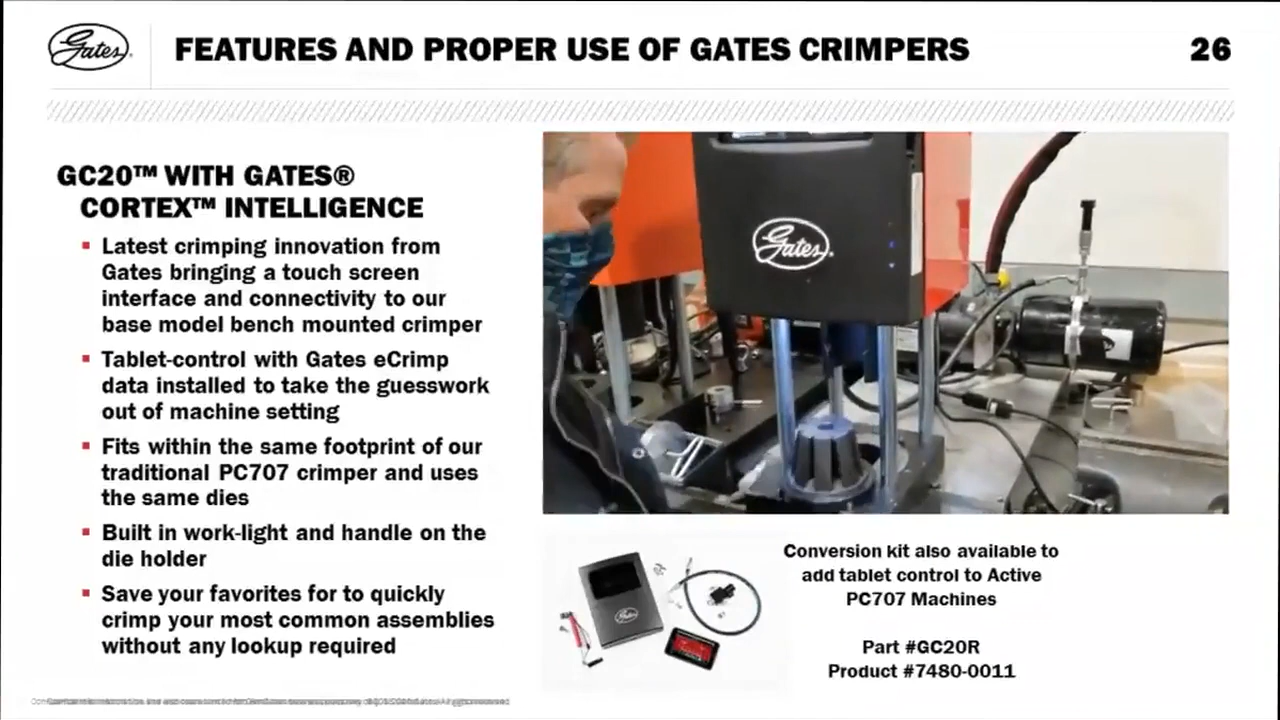 Gates
FEATURES AND PROPER USE OF GATES CRIMPERS
26
GC20™ WITH GATES®
CORTEX™ INTELLIGENCE
Latest crimping innovation from
Gates bringing a touch screen
interface and connectivity to our
base model bench mounted crimper
Tablet-control with Gates eCrimp
data installed to take the guesswork
out of machine setting
Fits within the same footprint of our
traditional PC707 crimper and uses
the same dies
Built in work-light and handle on the
die holder
Save your favorites for to quickly
crimp your most common assemblies
without any lookup required
Gates
Gates
Conversion kit also available to
add tablet control to Active
PC707 Machines
Part #GC20R
Product #7480-0011